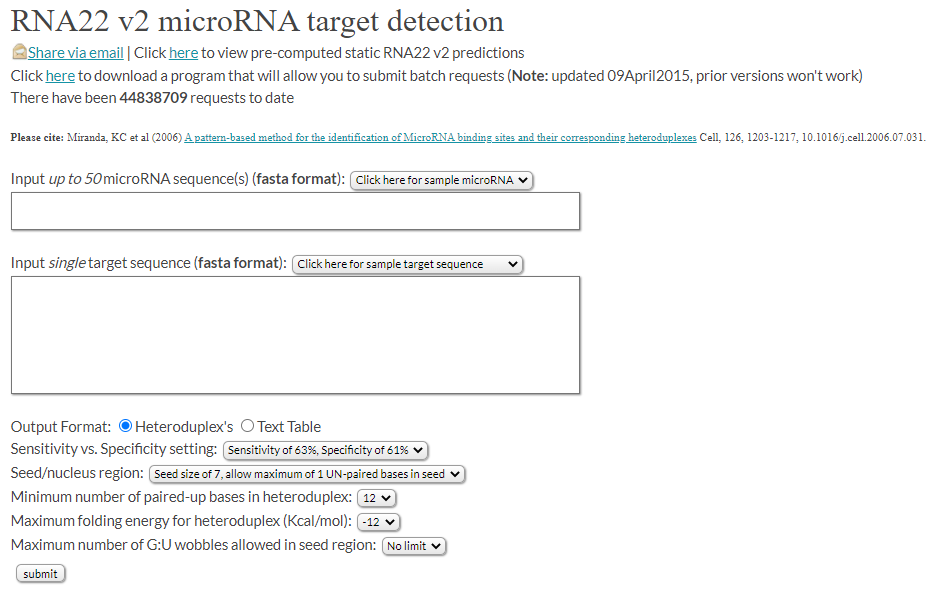 RNA22 v2 microRNA target detection
Share via email | Click here to view pre-computed static RNA22 v2 predictions
Click here to download a program that will allow you to submit batch requests (Note: updated 09April2015, prior versions won't work)
There have been 44838709 requests to date
Please cite: Miranda, KC et al (2006) A pattern-based method for the identification of MicroRNA binding sites and their corresponding heteroduplexes Cell, 126, 1203-1217, 10.1016/j.cell.2006.07.031.
Input up to 50 microRNA sequence(s) (fasta format): Click here for sample microRNA
Input single target sequence (fasta format): Click here for sample target sequence
Output Format: Heteroduplex's Text Table
Sensitivity vs. Specificity setting: Sensitivity of 63%, Specificity of 61%
Seed/nucleus region: Seed size of 7, allow maximum of 1 UN-paired bases in seed
Minimum number of paired-up bases in heteroduplex: 12
Maximum folding energy for heteroduplex (Kcal/mol): -12
Maximum number of G:U wobbles allowed in seed region: No limit
submit